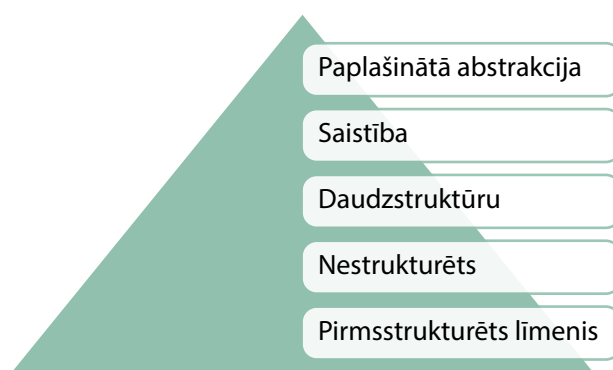 Paplašinātā abstrakcija
Saistība
Daudzstruktūru
Nestrukturēts
Pirmsstrukturēts līmenis